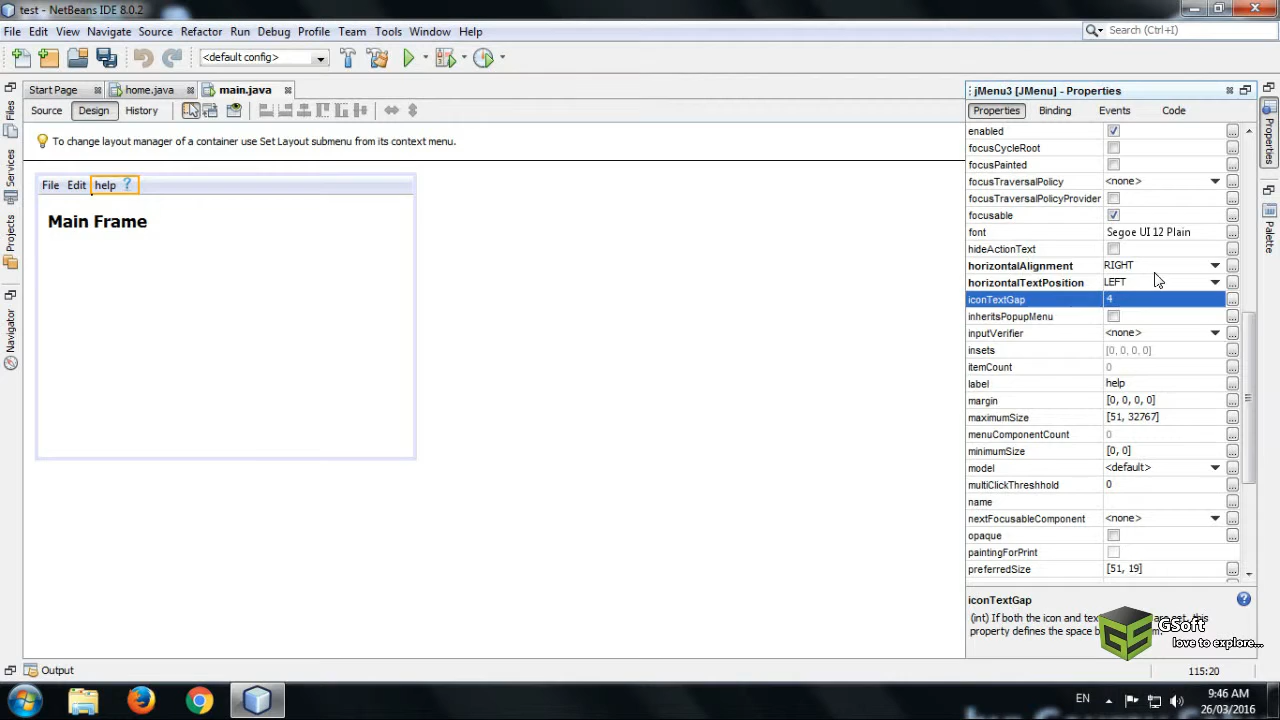 test - NetBeans IDE 8.0.2
File Edit View Navigate Source Refactor Run Debug Profile Team Tools Window Help
Search (Ctrl+I)
<default config>
Start Page home.java main.java
Source Design History
To change layout manager of a container use Set Layout submenu from its context menu.
Files
Services
Projects
Navigator
File Edit help ?
Main Frame
jMenu3 [JMenu] - Properties
Properties Binding Events Code
enabled
focusCycleRoot
focusPainted
focusTraversalPolicy <none>
focusTraversalPolicyProvider
focusable
font Segoe UI 12 Plain
hideActionText
horizontalAlignment RIGHT
horizontalTextPosition LEFT
iconTextGap 4
inheritsPopupMenu
inputVerifier <none>
insets [0, 0, 0, 0]
itemCount 0
label help
margin [0, 0, 0, 0]
maximumSize [51, 32767]
menuComponentCount 0
minimumSize [0, 0]
model <default>
multiClickThreshhold 0
name
nextFocusableComponent <none>
opaque
paintingForPrint
preferredSize [51, 19]
iconTextGap
(int) If both the icon and tex
property defines the space b
GSoft
love to explore...
Properties
Palette
Output
115:20
EN
9:46 AM
26/03/2016